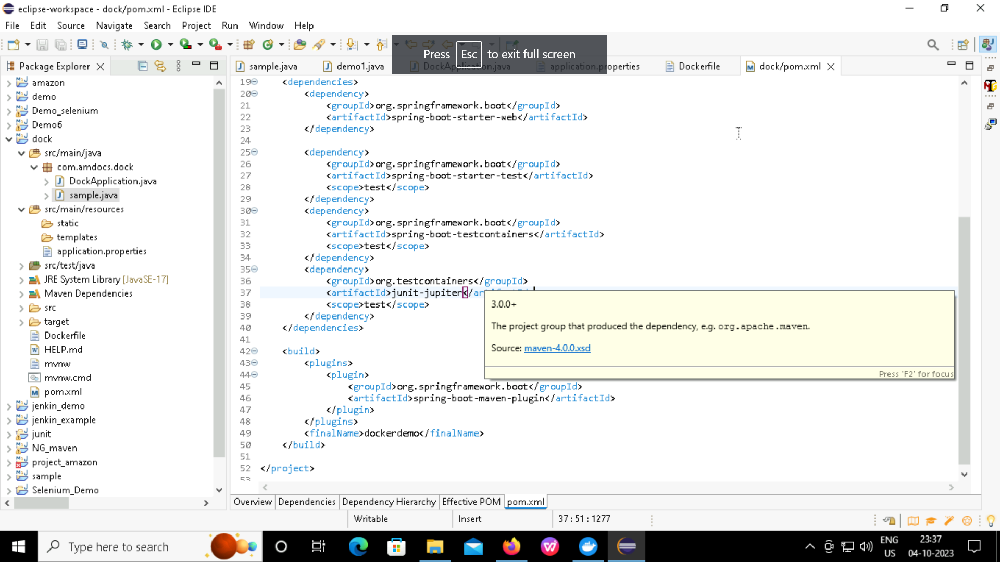 eclipse-workspace - dock/pom.xml - Eclipse IDE
File Edit Source Navigate Search Project Run Window Help
Press Esc to exit full screen
Package Explorer
sample.java
demo1.java
DockApplication.java
application.properties
Dockerfile
dock/pom.xml
amazon
demo
Demo_selenium
Demo6
dock
src/main/java
com.amdocs.dock
DockApplication.java
sample.java
src/main/resources
static
templates
application.properties
src/test/java
JRE System Library [JavaSE-17]
Maven Dependencies
src
target
Dockerfile
HELP.md
mvnw
mvnw.cmd
pom.xml
jenkin_demo
jenkin_example
junit
NG_maven
project_amazon
sample
Selenium_Demo
19 <dependencies>
20 <dependency>
21 <groupId>org.springframework.boot</groupId>
22 <artifactId>spring-boot-starter-web</artifactId>
23 </dependency>
24
25 <dependency>
26 <groupId>org.springframework.boot</groupId>
27 <artifactId>spring-boot-starter-test</artifactId>
28 <scope>test</scope>
29 </dependency>
30 <dependency>
31 <groupId>org.springframework.boot</groupId>
32 <artifactId>spring-boot-testcontainers</artifactId>
33 <scope>test</scope>
34 </dependency>
35 <dependency>
36 <groupId>org.testcontainers</groupId>
37 <artifactId>junit-jupiter</ar
38 <scope>test</scope>
39 </dependency>
40 </dependencies>
41
42 <build>
43 <plugins>
44 <plugin>
45 <groupId>org.springframework.boot</groupId>
46 <artifactId>spring-boot-maven-plugin</artifactId>
47 </plugin>
48 </plugins>
49 <finalName>dockerdemo</finalName>
50 </build>
51
52 </project>
53
3.0.0+
The project group that produced the dependency, e.g. org.apache.maven.
Source: maven-4.0.0.xsd
Press 'F2' for focus
Overview Dependencies Dependency Hierarchy Effective POM pom.xml
Writable Insert 37 : 51 : 1277
Type here to search
ENG
US
23:37
04-10-2023